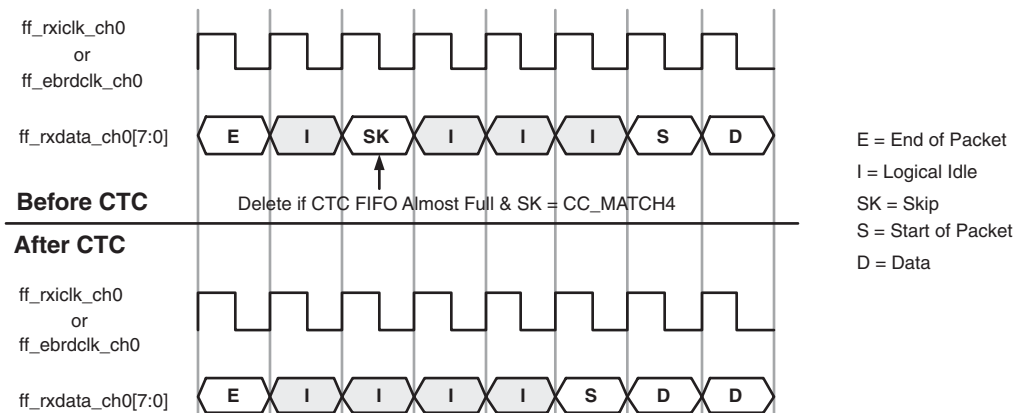 ff_rxiclk_ch0
or
ff_ebrdclk_ch0
ff_rxdata_ch0[7:0]
E I SK I I I S D
Before CTC
Delete if CTC FIFO Almost Full & SK = CC_MATCH4
After CTC
ff_rxiclk_ch0
or
ff_ebrdclk_ch0
ff_rxdata_ch0[7:0]
E I I I I S D D
E = End of Packet
I = Logical Idle
SK = Skip
S = Start of Packet
D = Data